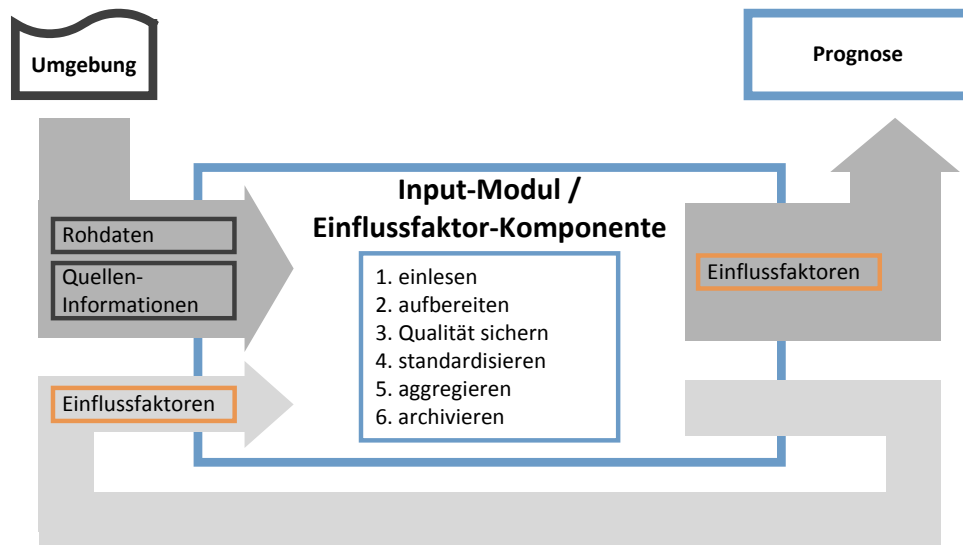 Umgebung
Prognose
Input-Modul /
Einflussfaktor-Komponente
Rohdaten
Quellen-
Informationen
Einflussfaktoren
1. einlesen
2. aufbereiten
3. Qualität sichern
4. standardisieren
5. aggregieren
6. archivieren
Einflussfaktoren